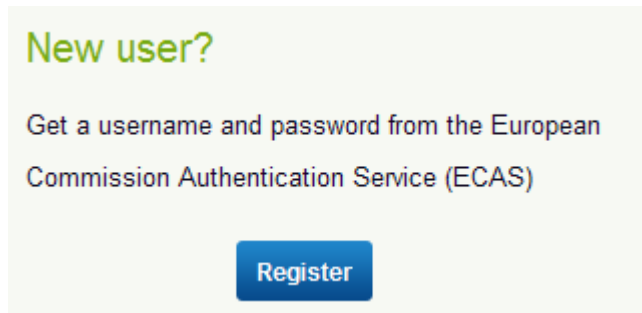 New user?
Get a username and password from the European
Commission Authentication Service (ECAS)
Register